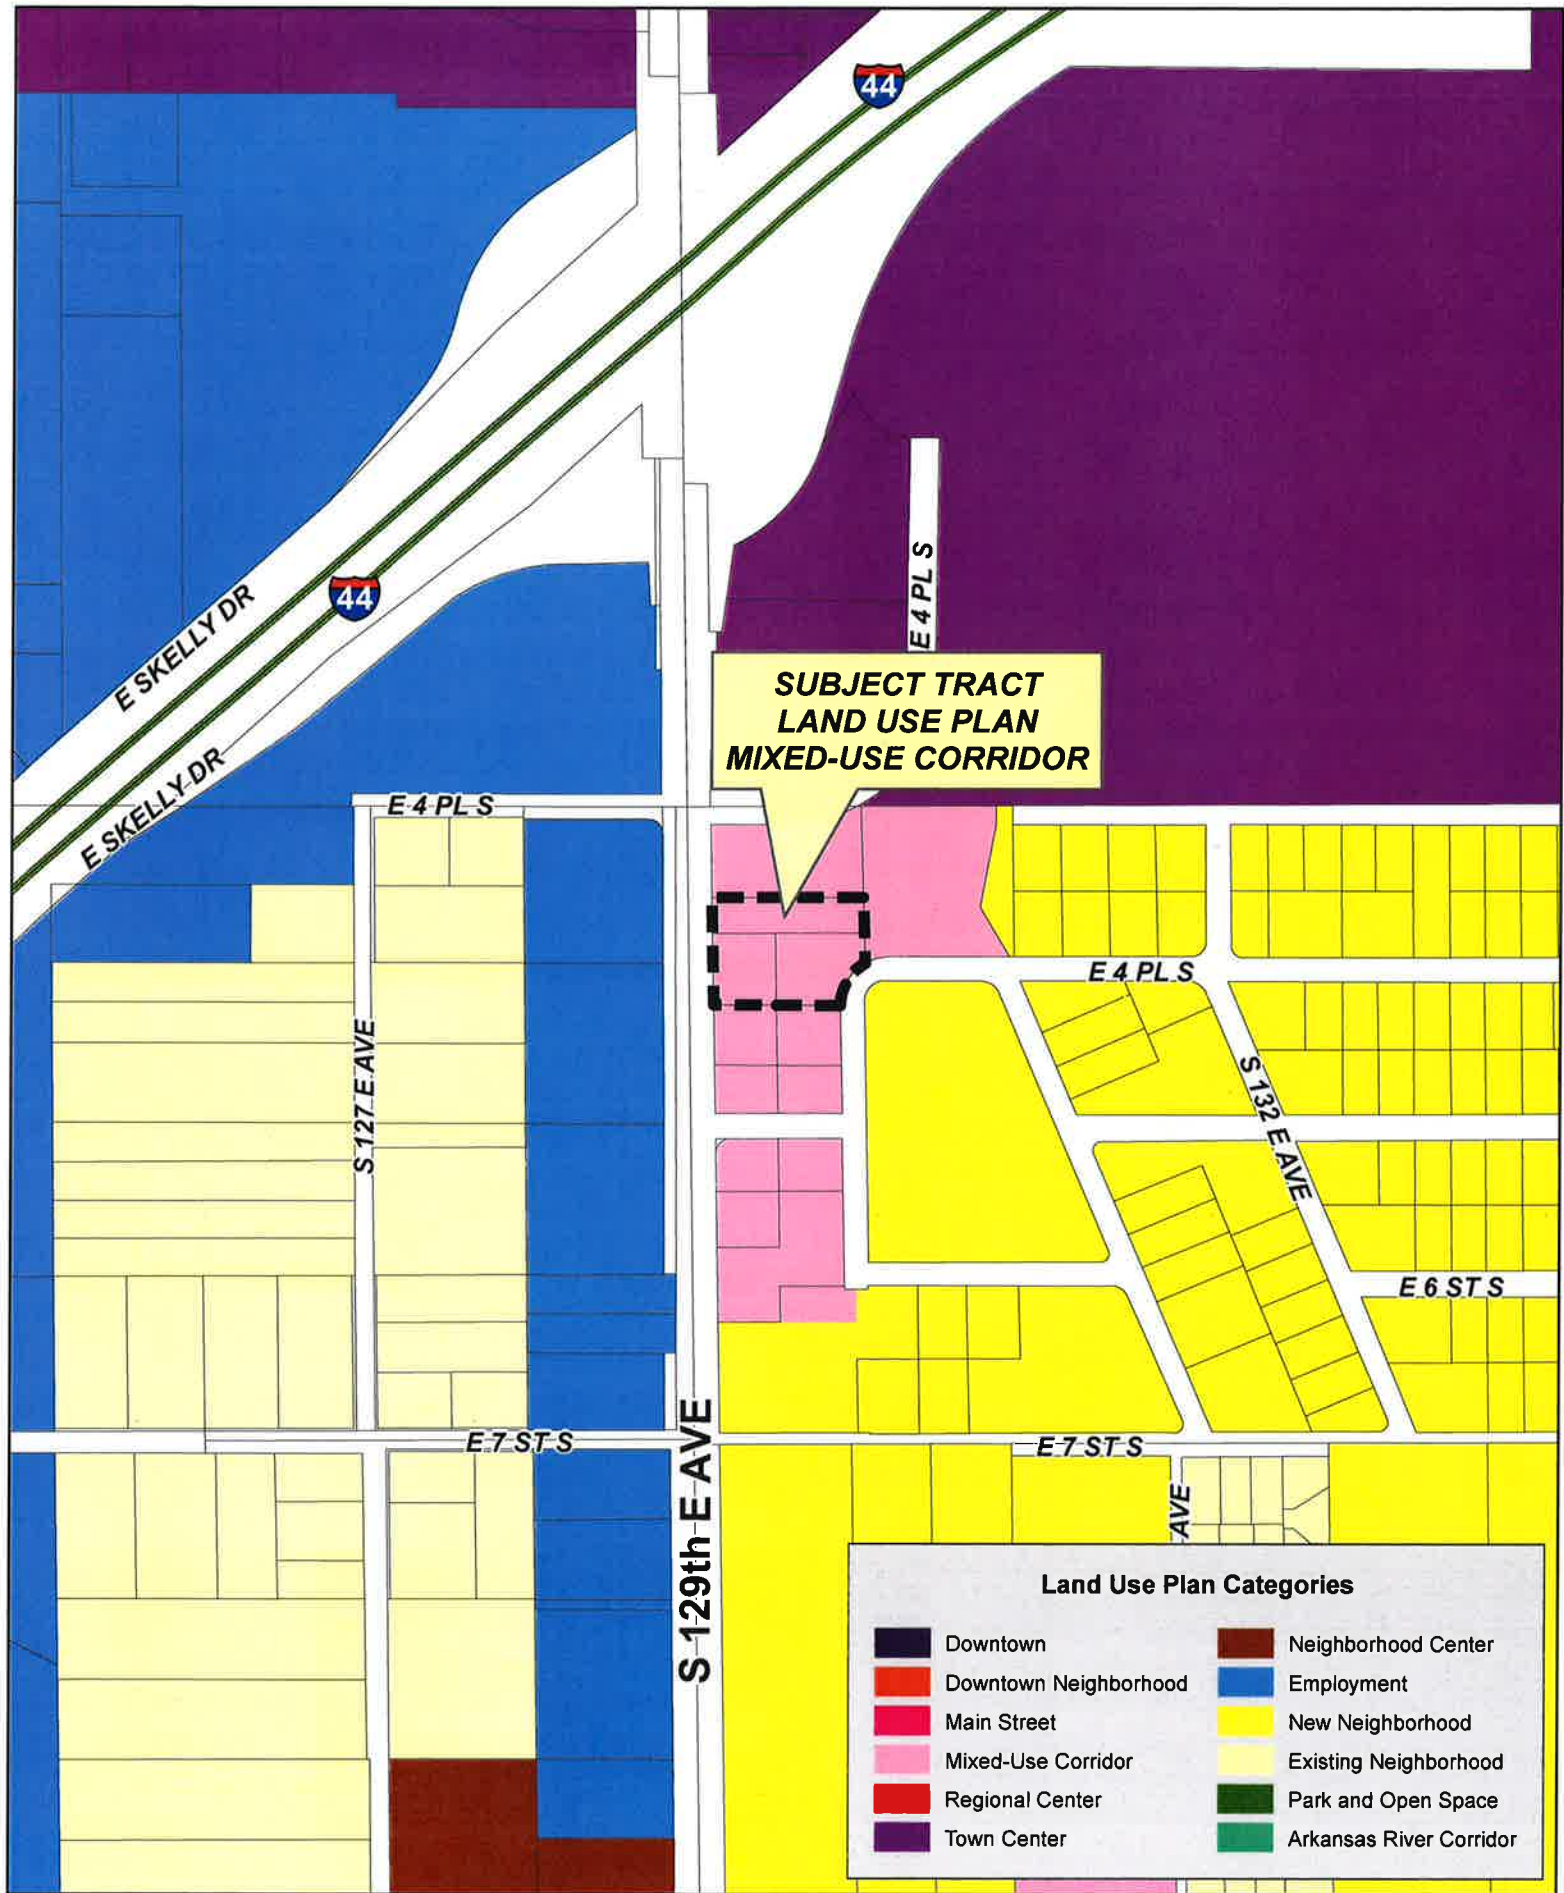 44
44
E 4 PL S
E SKELLY DR
SUBJECT TRACT
LAND USE PLAN
MIXED-USE CORRIDOR
E SKELLY DR
E 4 PL S
E 4 PL S
S 127 E AVE
S 132 E AVE
E 6 ST S
E 7 ST S
E 7 ST S
S 129th E AVE
AVE
Land Use Plan Categories
Downtown
Downtown Neighborhood
Main Street
Mixed-Use Corridor
Regional Center
Town Center
Neighborhood Center
Employment
New Neighborhood
Existing Neighborhood
Park and Open Space
Arkansas River Corridor